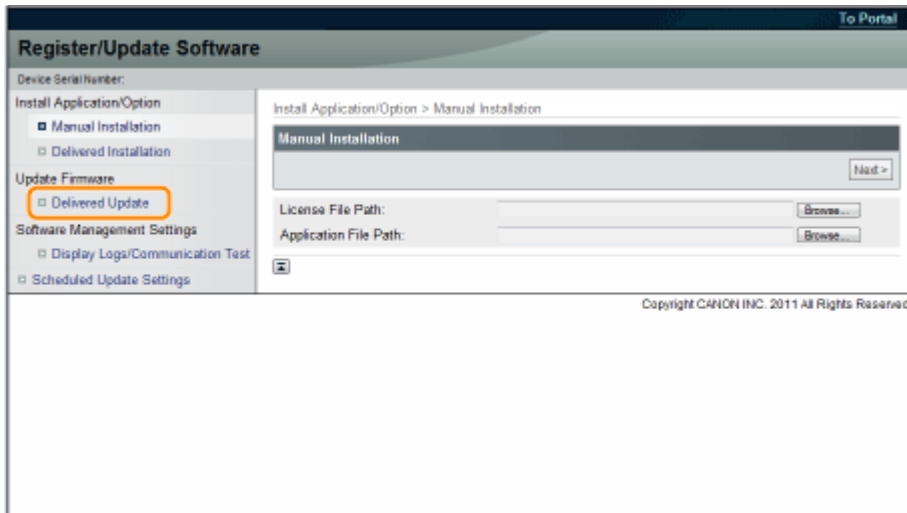 To Portal
Register/Update Software
Device Serial Number:
Install Application/Option
Manual Installation
Delivered Installation
Update Firmware
Delivered Update
Software Management Settings
Display Logs/Communication Test
Scheduled Update Settings
Install Application/Option > Manual Installation
Manual Installation
Next >
License File Path:
Browse...
Application File Path:
Browse...
Copyright CANON INC. 2011 All Rights Reserved